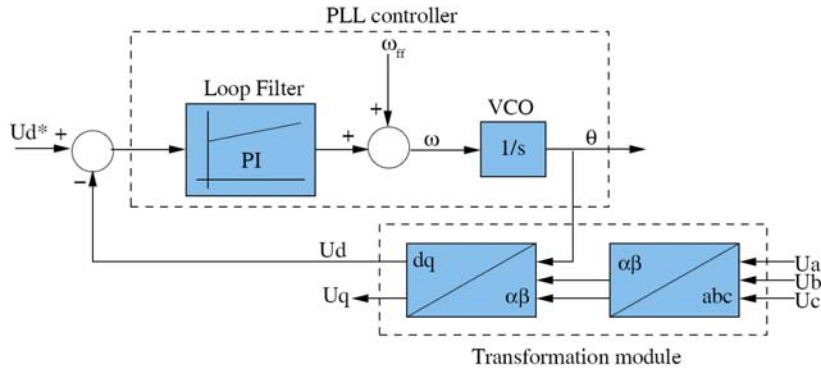 PLL controller
ωff
Loop Filter
VCO
Ud* +
+
+
PI
ω
1/s
θ
−
Ud
dq
αβ
Ua
Uq
αβ
abc
Ub
Uc
Transformation module